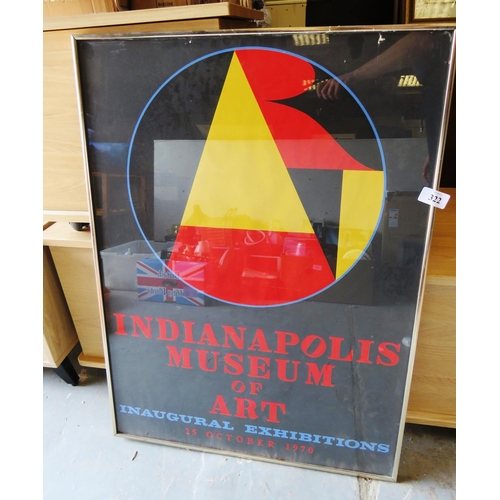 322
INDIANAPOLIS
MUSEUM
OF
ART
INAUGURAL EXHIBITIONS
25 OCTOBER 1970